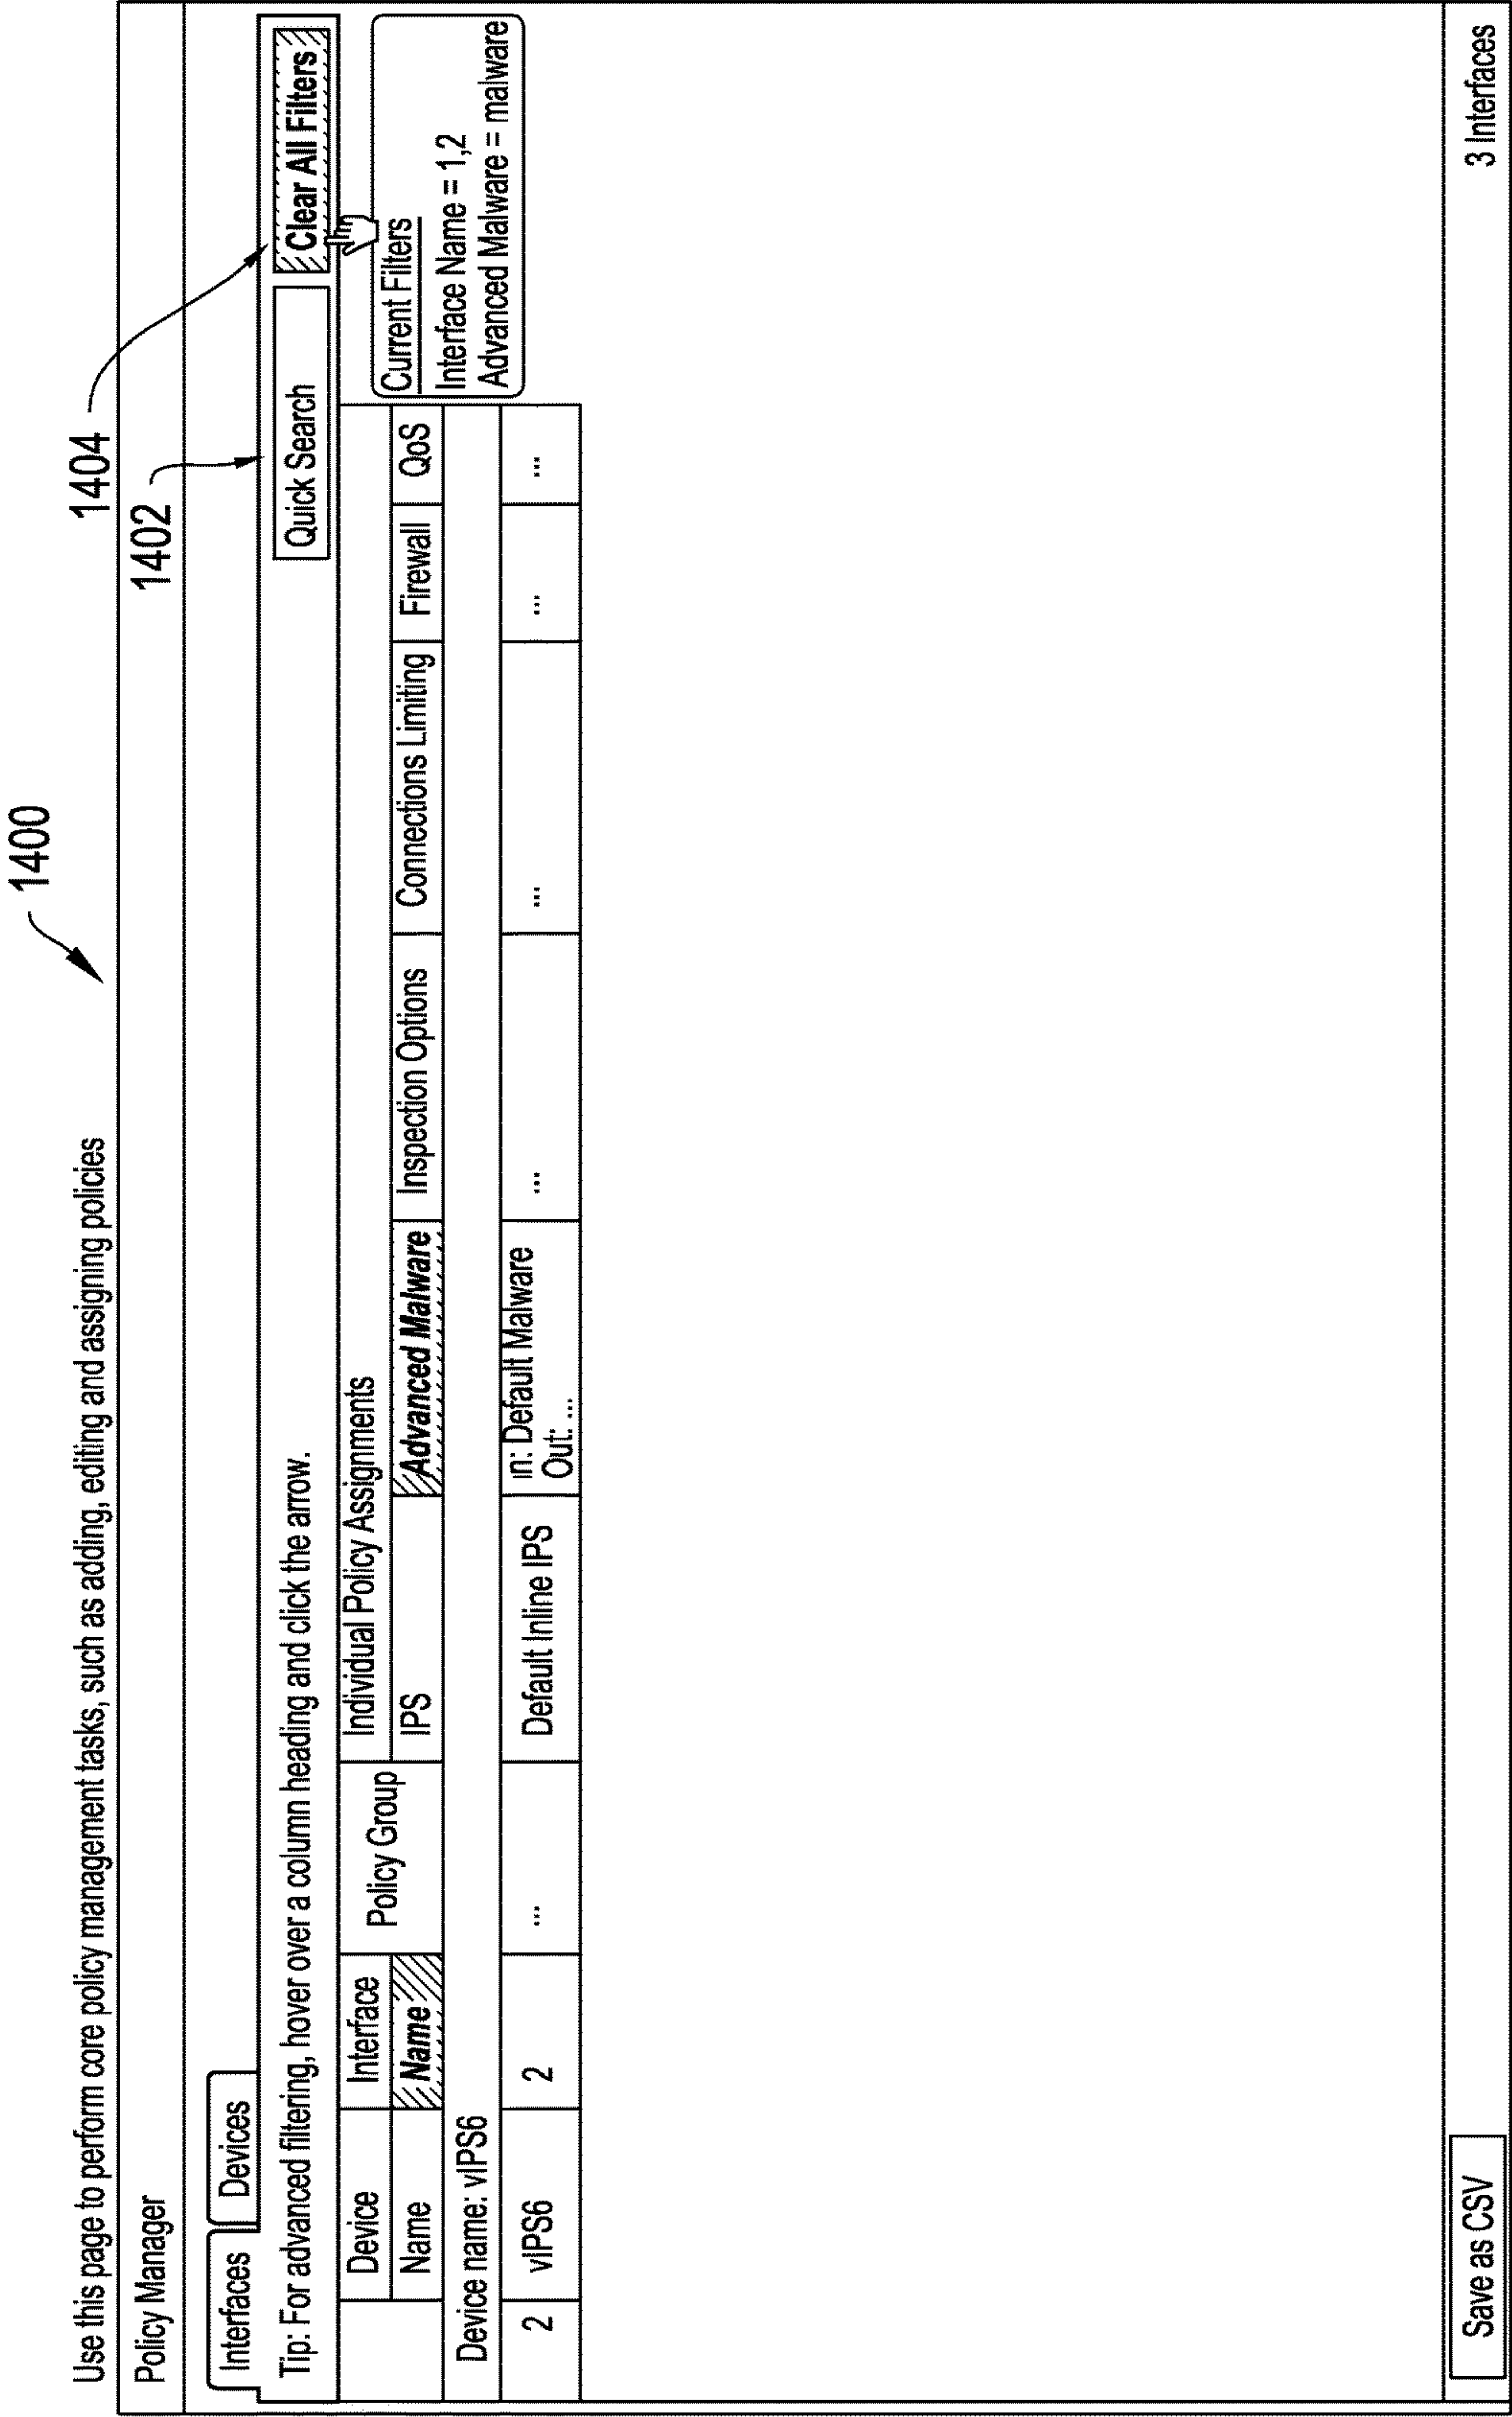 1400
Use this page to perform core policy management tasks, such as adding, editing and assigning policies
1404
Policy Manager
1402
Interfaces
Devices
Tip: For advanced filtering, hover over a column heading and click the arrow.
Quick Search
Clear All Filters
Device
Interface
Policy Group
Individual Policy Assignments
Name
Name
IPS
Advanced Malware
Inspection Options
Connections Limiting
Firewall
QoS
Current Filters
Interface Name = 1,2
Advanced Malware = malware
Device name: vIPS6
2
vIPS6
2
...
Default Inline IPS
in: Default Malware
Out: ...
...
...
...
...
Save as CSV
3 Interfaces